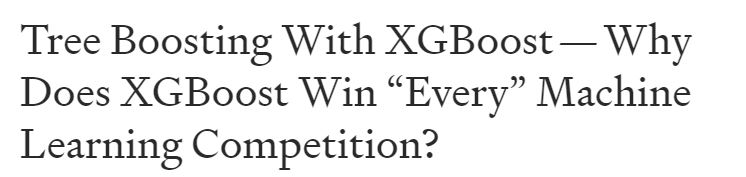 Tree Boosting With XGBoost — Why
Does XGBoost Win “Every” Machine
Learning Competition?